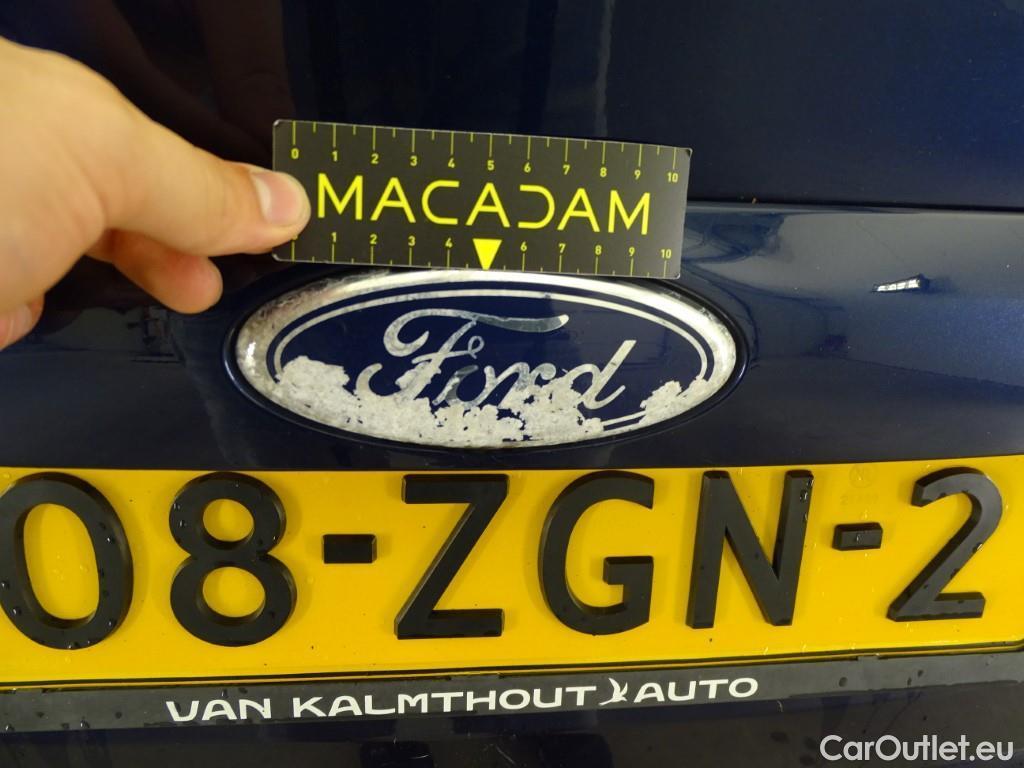 0 1 2 3 4 5 6 7 8 9 10
MACADAM
1 2 3 4 6 7 8 9 10
Ford
08-ZGN-2
VAN KALMTHOUT AUTO
CarOutlet.eu